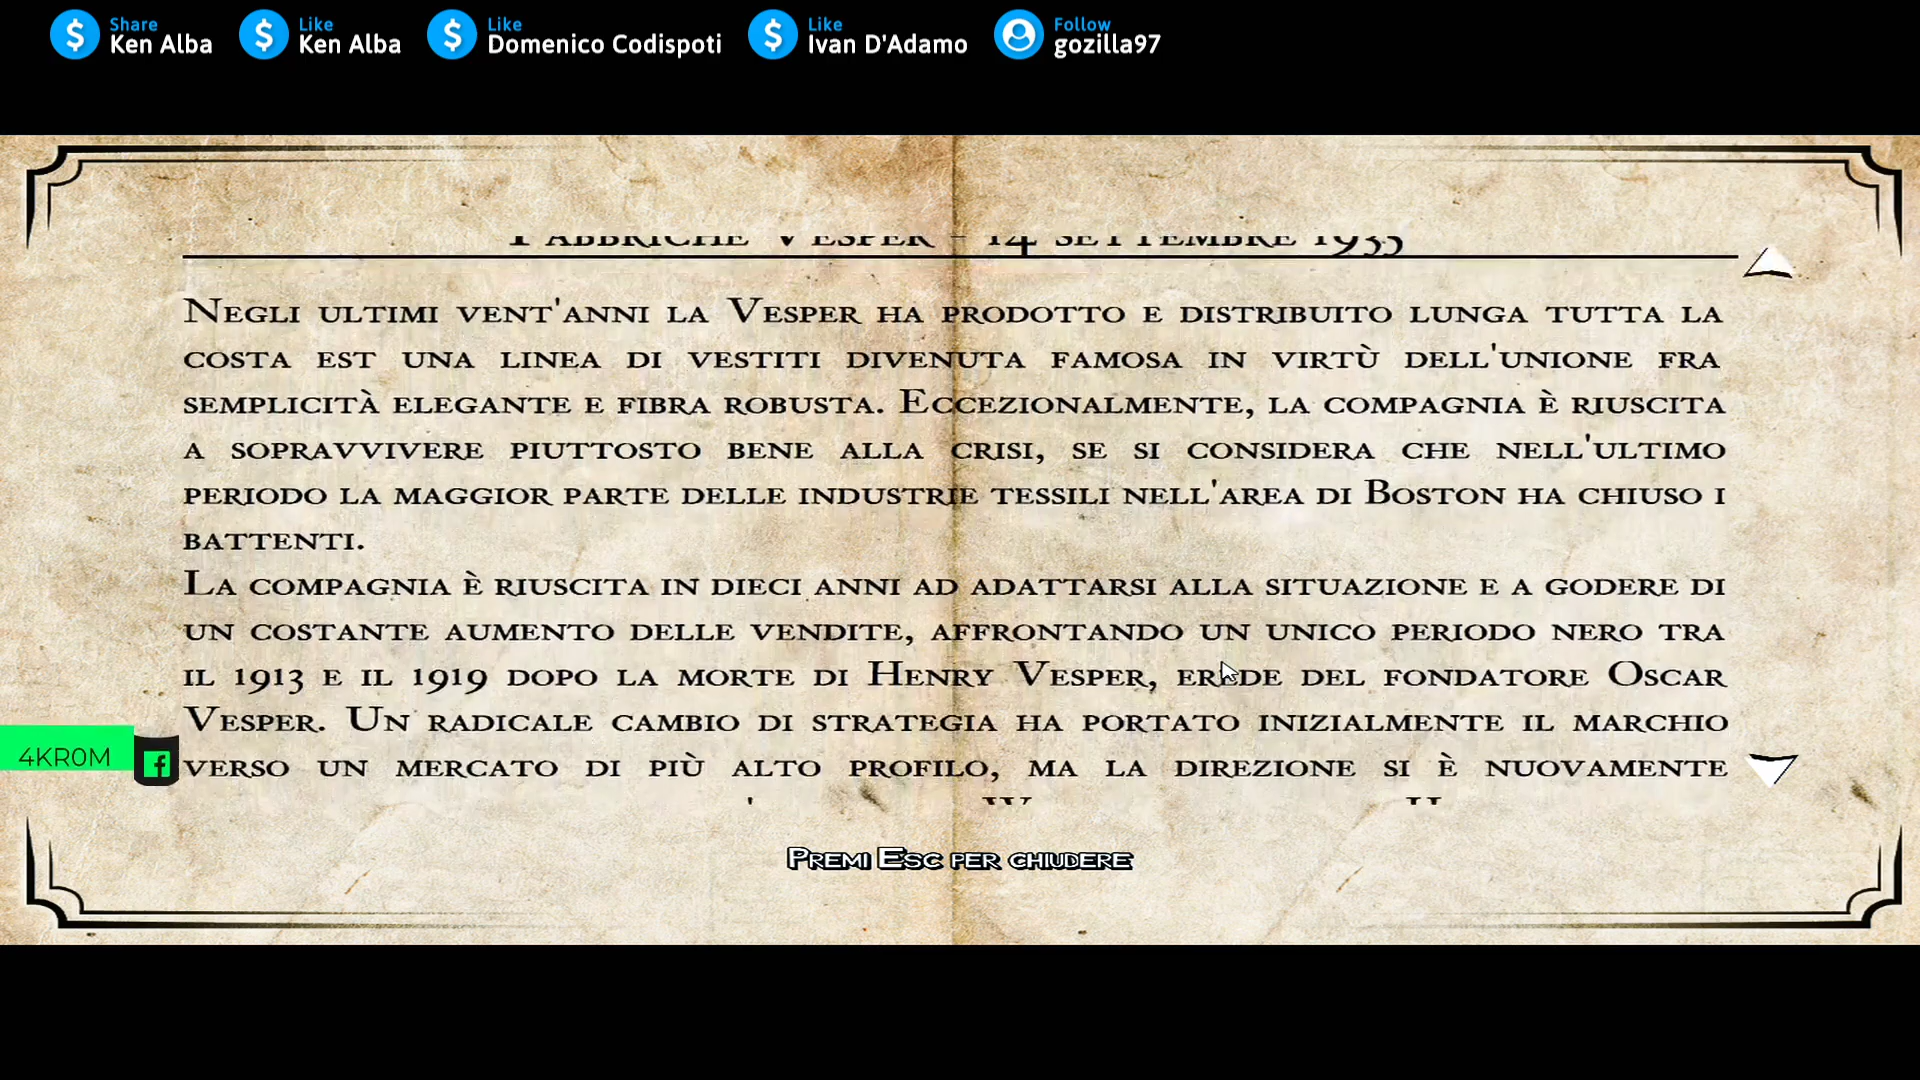 Share
Ken Alba
Like
Ken Alba
Like
Domenico Codispoti
Like
Ivan D'Adamo
Follow
gozilla97
Fabbriche Vesper - 14 settembre 1933
Negli ultimi vent'anni la Vesper ha prodotto e distribuito lunga tutta la
costa est una linea di vestiti divenuta famosa in virtù dell'unione fra
semplicità elegante e fibra robusta. Eccezionalmente, la compagnia è riuscita
a sopravvivere piuttosto bene alla crisi, se si considera che nell'ultimo
periodo la maggior parte delle industrie tessili nell'area di Boston ha chiuso i
battenti.
La compagnia è riuscita in dieci anni ad adattarsi alla situazione e a godere di
un costante aumento delle vendite, affrontando un unico periodo nero tra
il 1913 e il 1919 dopo la morte di Henry Vesper, erede del fondatore Oscar
Vesper. Un radicale cambio di strategia ha portato inizialmente il marchio
verso un mercato di più alto profilo, ma la direzione si è nuovamente
4KR0M
Premi Esc per chiudere